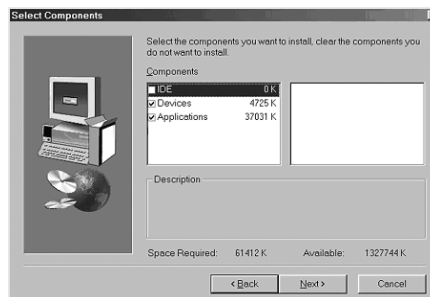 Select Components
Select the components you want to install, clear the components you
do not want to install.
Components
IDE 0 K
Devices 4725 K
Applications 37031 K
Description
Space Required: 61412 K Available: 1327744 K
< Back Next > Cancel